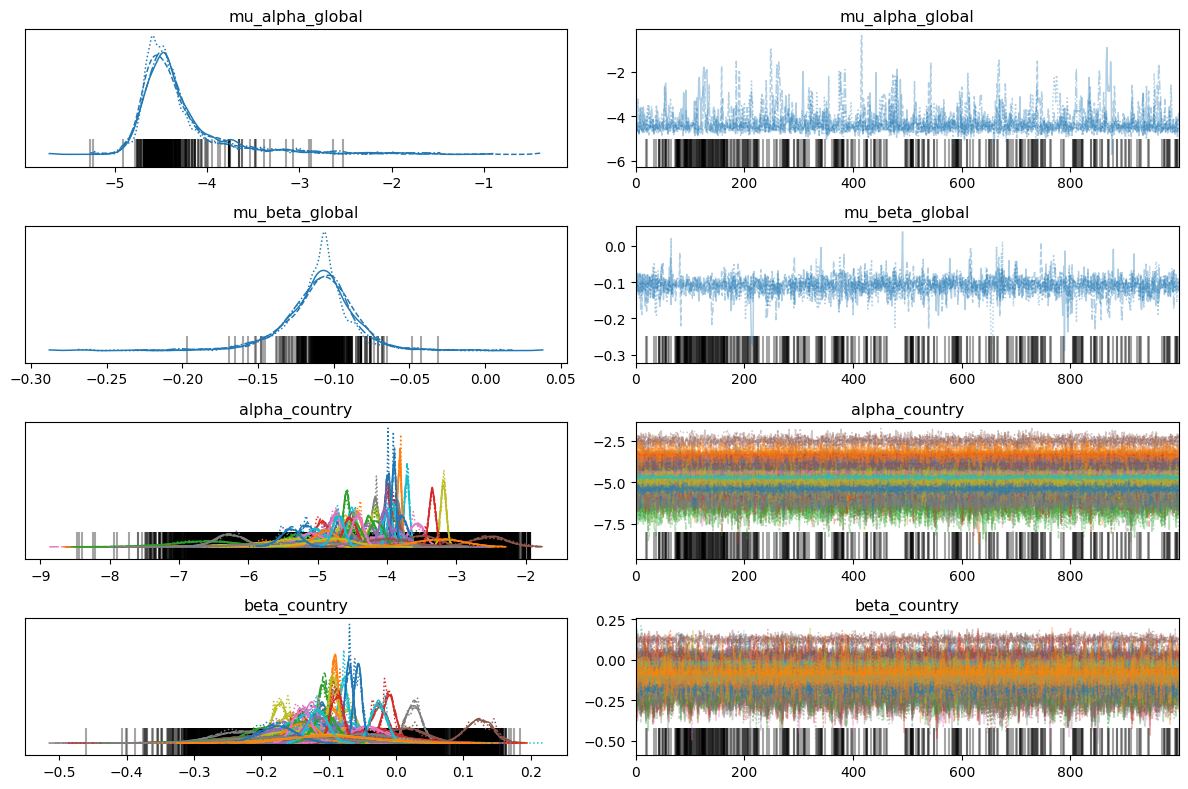 mu_alpha_global
mu_alpha_global
−2
−4
−6
−5 −4 −3 −2 −1
0 200 400 600 800
mu_beta_global
mu_beta_global
0.0
−0.1
−0.2
−0.3
−0.30 −0.25 −0.20 −0.15 −0.10 −0.05 0.00 0.05
0 200 400 600 800
alpha_country
alpha_country
−2.5
−5.0
−7.5
−9 −8 −7 −6 −5 −4 −3 −2
0 200 400 600 800
beta_country
beta_country
0.25
0.00
−0.25
−0.50
−0.5 −0.4 −0.3 −0.2 −0.1 0.0 0.1 0.2
0 200 400 600 800